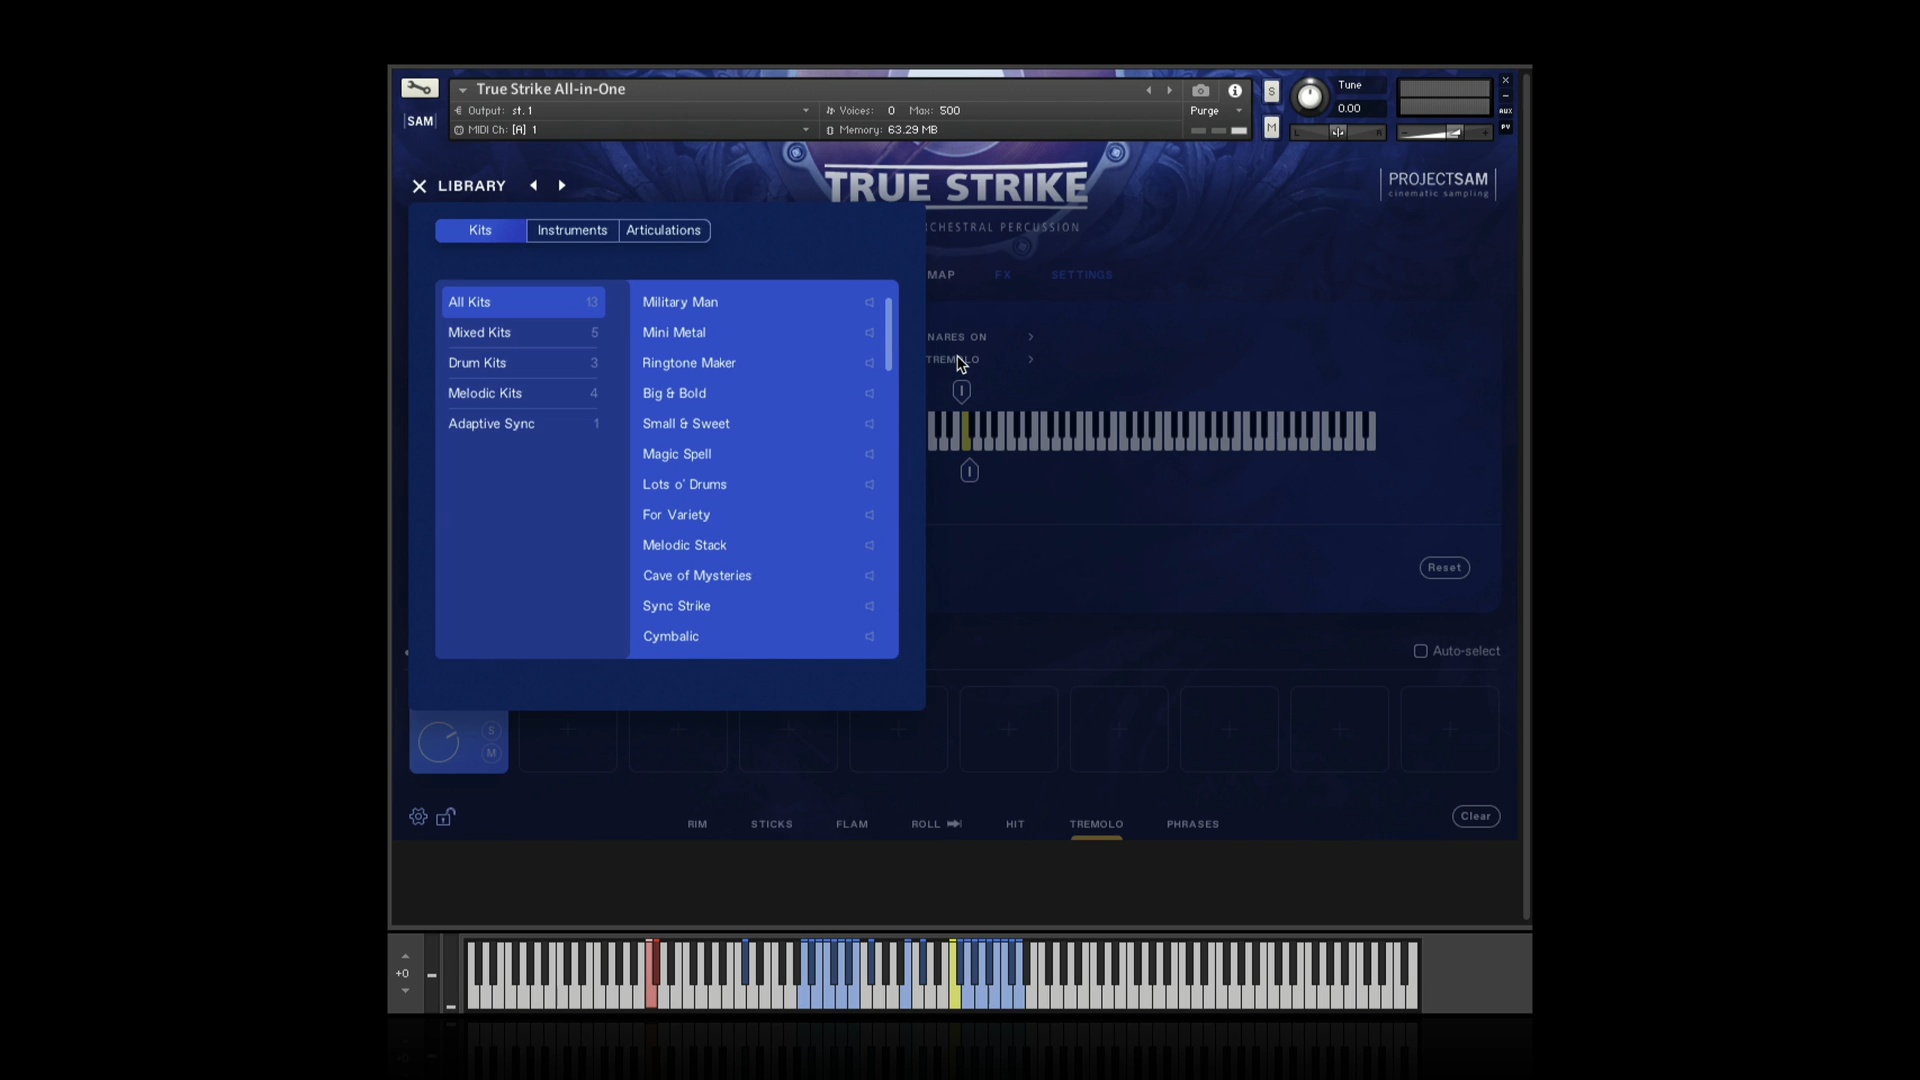 True Strike All-in-One
Output: st. 1
Voices: 0 Max: 500
Purge
MIDI Ch: [A] 1
Memory: 63.29 MB
S
M
Tune
0.00
L R
AUX
PV
|SAM|
× LIBRARY
TRUE STRIKE
PROJECTSAM
cinematic sampling
CHESTRAL PERCUSSION
Kits
Instruments
Articulations
MAP
FX
SETTINGS
All Kits 13
Mixed Kits 5
Drum Kits 3
Melodic Kits 4
Adaptive Sync 1
Military Man
Mini Metal
Ringtone Maker
Big & Bold
Small & Sweet
Magic Spell
Lots o' Drums
For Variety
Melodic Stack
Cave of Mysteries
Sync Strike
Cymbalic
NARES ON
TREMOLO
Reset
Auto-select
S
M
RIM
STICKS
FLAM
ROLL
HIT
TREMOLO
PHRASES
Clear
+0